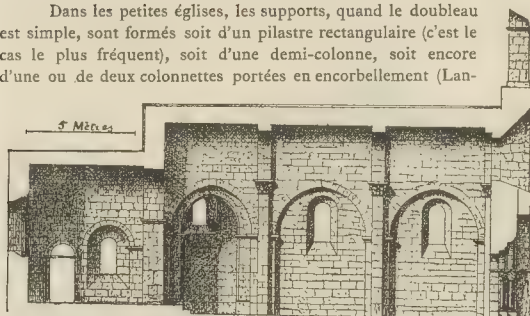 Dans les petites églises, les supports, quand le doubleau
est simple, sont formés soit d'un pilastre rectangulaire (c'est le
cas le plus fréquent), soit d'une demi-colonne, soit encore
d'une ou de deux colonnettes portées en encorbellement (Lan-
5 Mètres